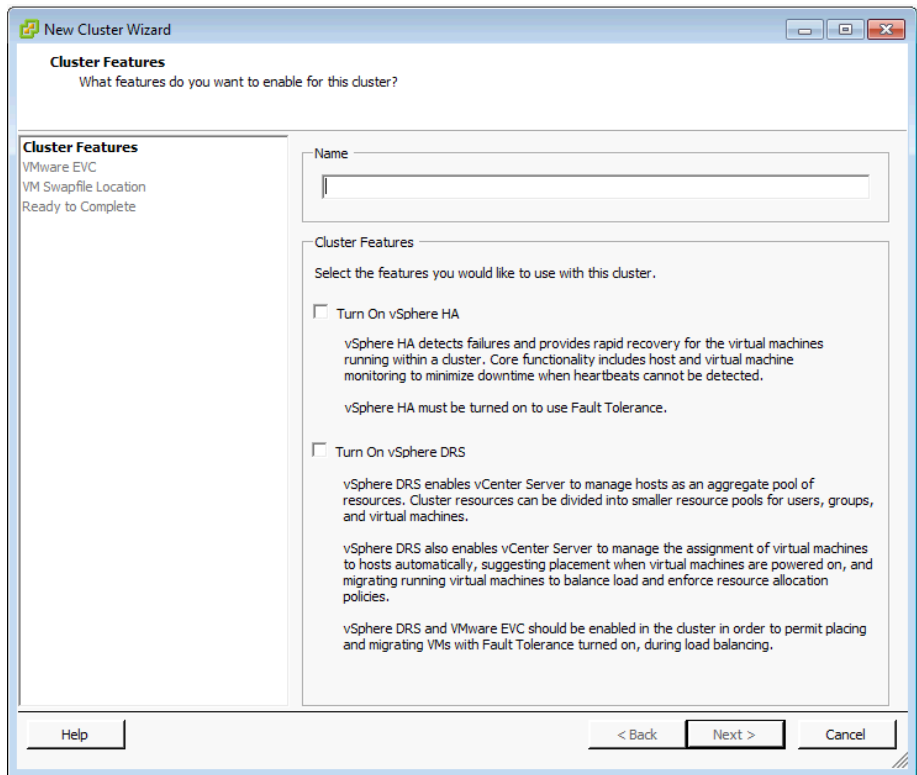 New Cluster Wizard
Cluster Features
What features do you want to enable for this cluster?
Cluster Features
VMware EVC
VM Swapfile Location
Ready to Complete
Name
Cluster Features
Select the features you would like to use with this cluster.
Turn On vSphere HA
vSphere HA detects failures and provides rapid recovery for the virtual machines
running within a cluster. Core functionality includes host and virtual machine
monitoring to minimize downtime when heartbeats cannot be detected.
vSphere HA must be turned on to use Fault Tolerance.
Turn On vSphere DRS
vSphere DRS enables vCenter Server to manage hosts as an aggregate pool of
resources. Cluster resources can be divided into smaller resource pools for users, groups,
and virtual machines.
vSphere DRS also enables vCenter Server to manage the assignment of virtual machines
to hosts automatically, suggesting placement when virtual machines are powered on, and
migrating running virtual machines to balance load and enforce resource allocation
policies.
vSphere DRS and VMware EVC should be enabled in the cluster in order to permit placing
and migrating VMs with Fault Tolerance turned on, during load balancing.
Help
< Back
Next >
Cancel